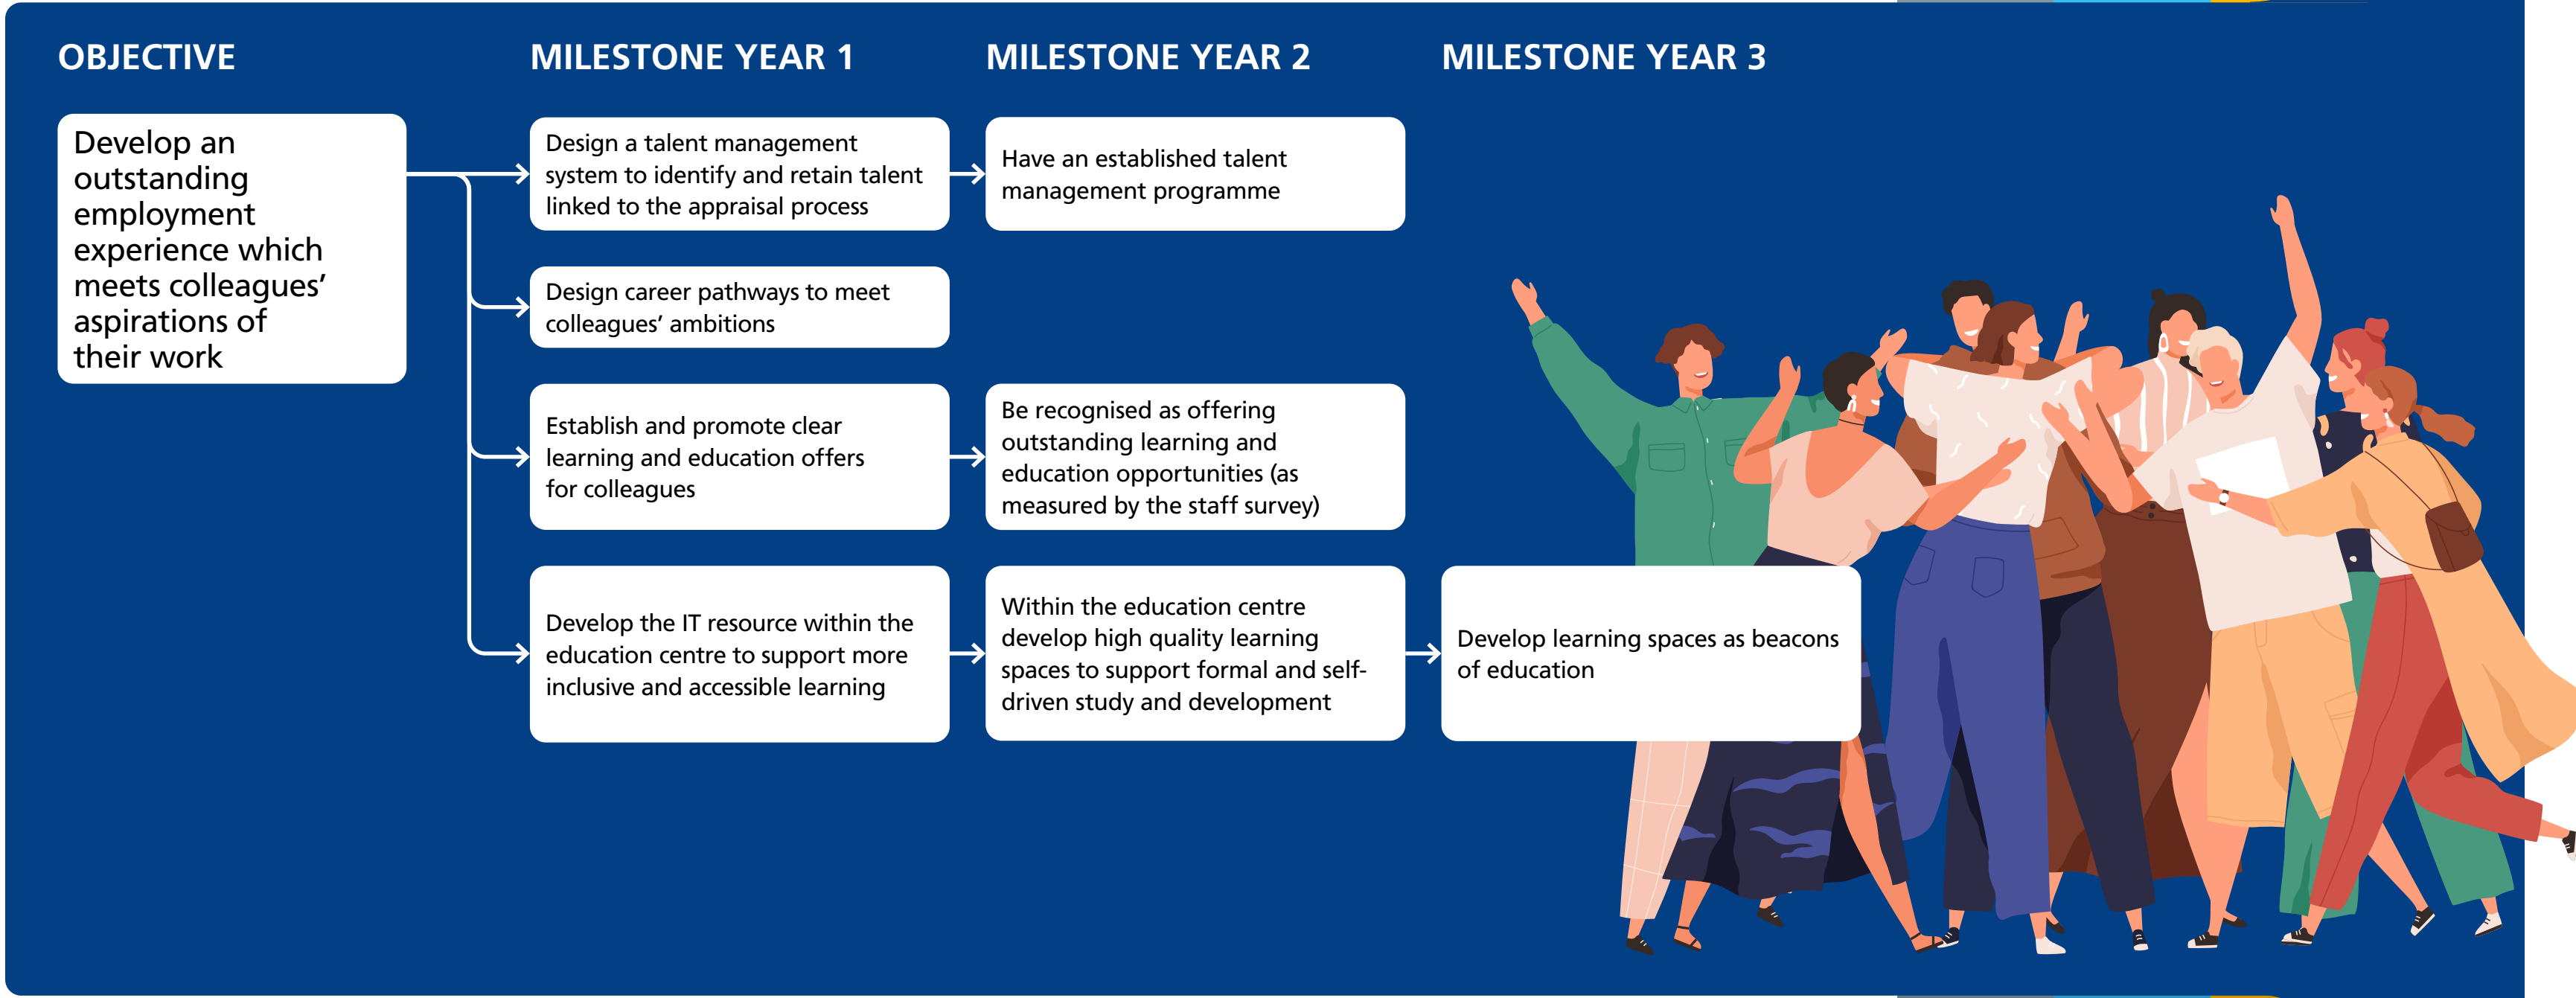 OBJECTIVE
MILESTONE YEAR 1
MILESTONE YEAR 2
MILESTONE YEAR 3
Develop an
outstanding
employment
experience which
meets colleagues’
aspirations of
their work
Design a talent management
system to identify and retain talent
linked to the appraisal process
Have an established talent
management programme
Design career pathways to meet
colleagues’ ambitions
Establish and promote clear
learning and education offers
for colleagues
Be recognised as offering
outstanding learning and
education opportunities (as
measured by the staff survey)
Develop the IT resource within the
education centre to support more
inclusive and accessible learning
Within the education centre
develop high quality learning
spaces to support formal and self-
driven study and development
Develop learning spaces as beacons
of education